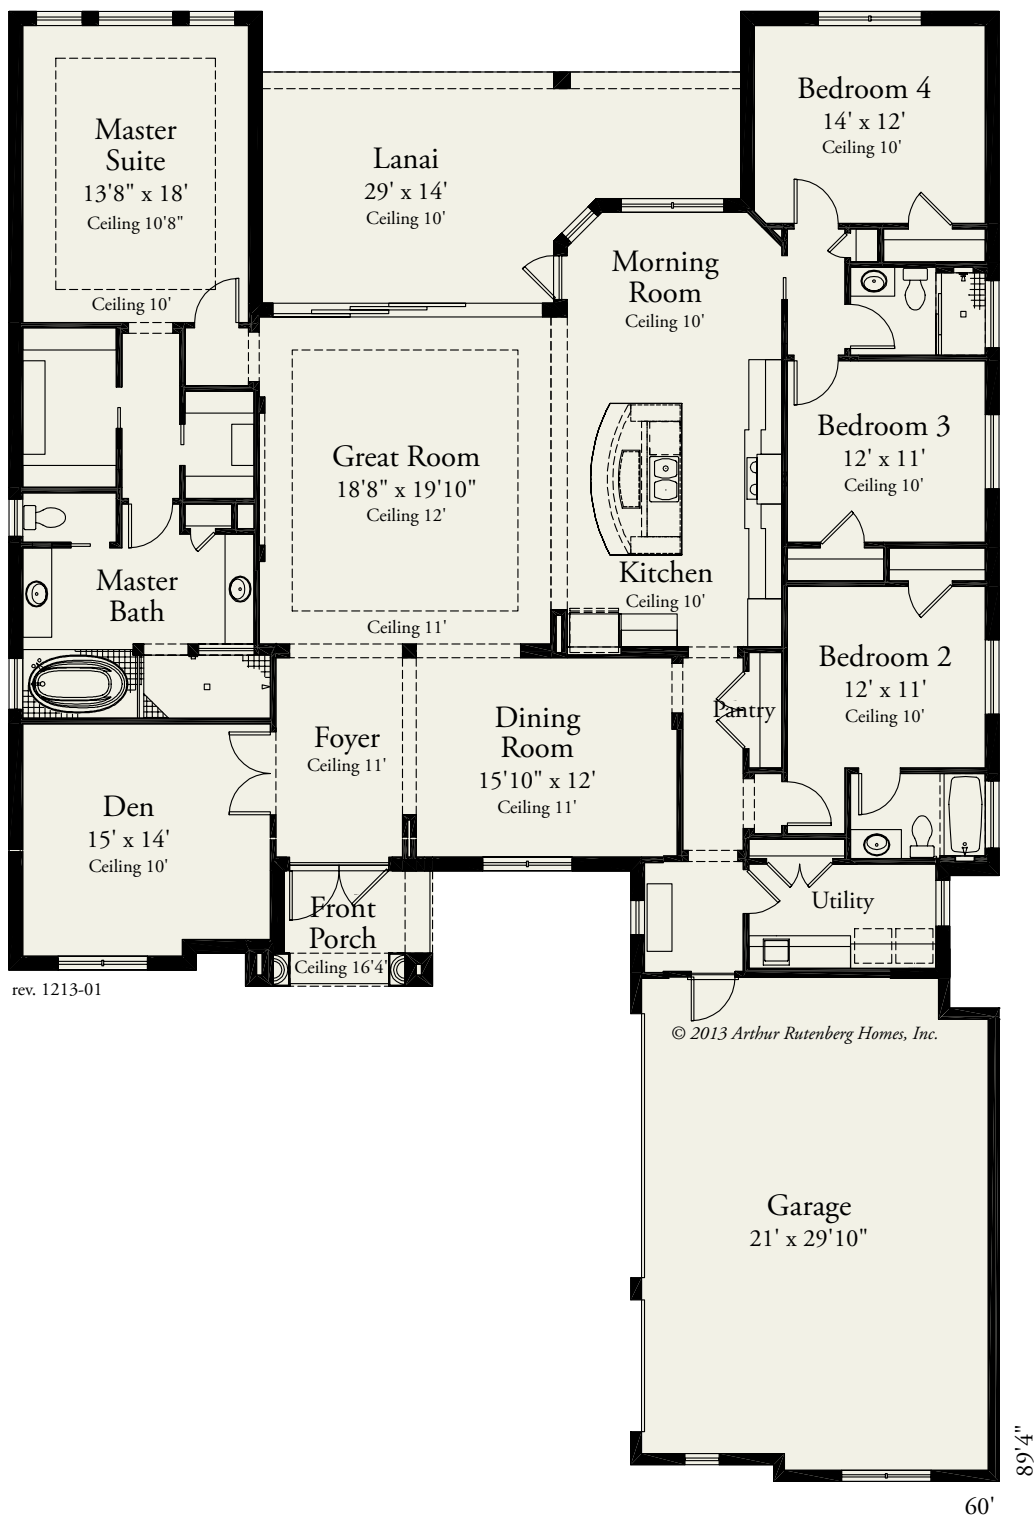 Master
Suite
13'8" x 18'
Ceiling 10'8"
Ceiling 10'
Lanai
29' x 14'
Ceiling 10'
Bedroom 4
14' x 12'
Ceiling 10'
Morning
Room
Ceiling 10'
Great Room
18'8" x 19'10"
Ceiling 12'
Ceiling 11'
Bedroom 3
12' x 11'
Ceiling 10'
Kitchen
Ceiling 10'
Master
Bath
Bedroom 2
12' x 11'
Ceiling 10'
Pantry
Foyer
Ceiling 11'
Dining
Room
15'10" x 12'
Ceiling 11'
Den
15' x 14'
Ceiling 10'
Front
Porch
Ceiling 16'4'
Utility
rev. 1213-01
© 2013 Arthur Rutenberg Homes, Inc.
Garage
21' x 29'10"
89'4"
60'